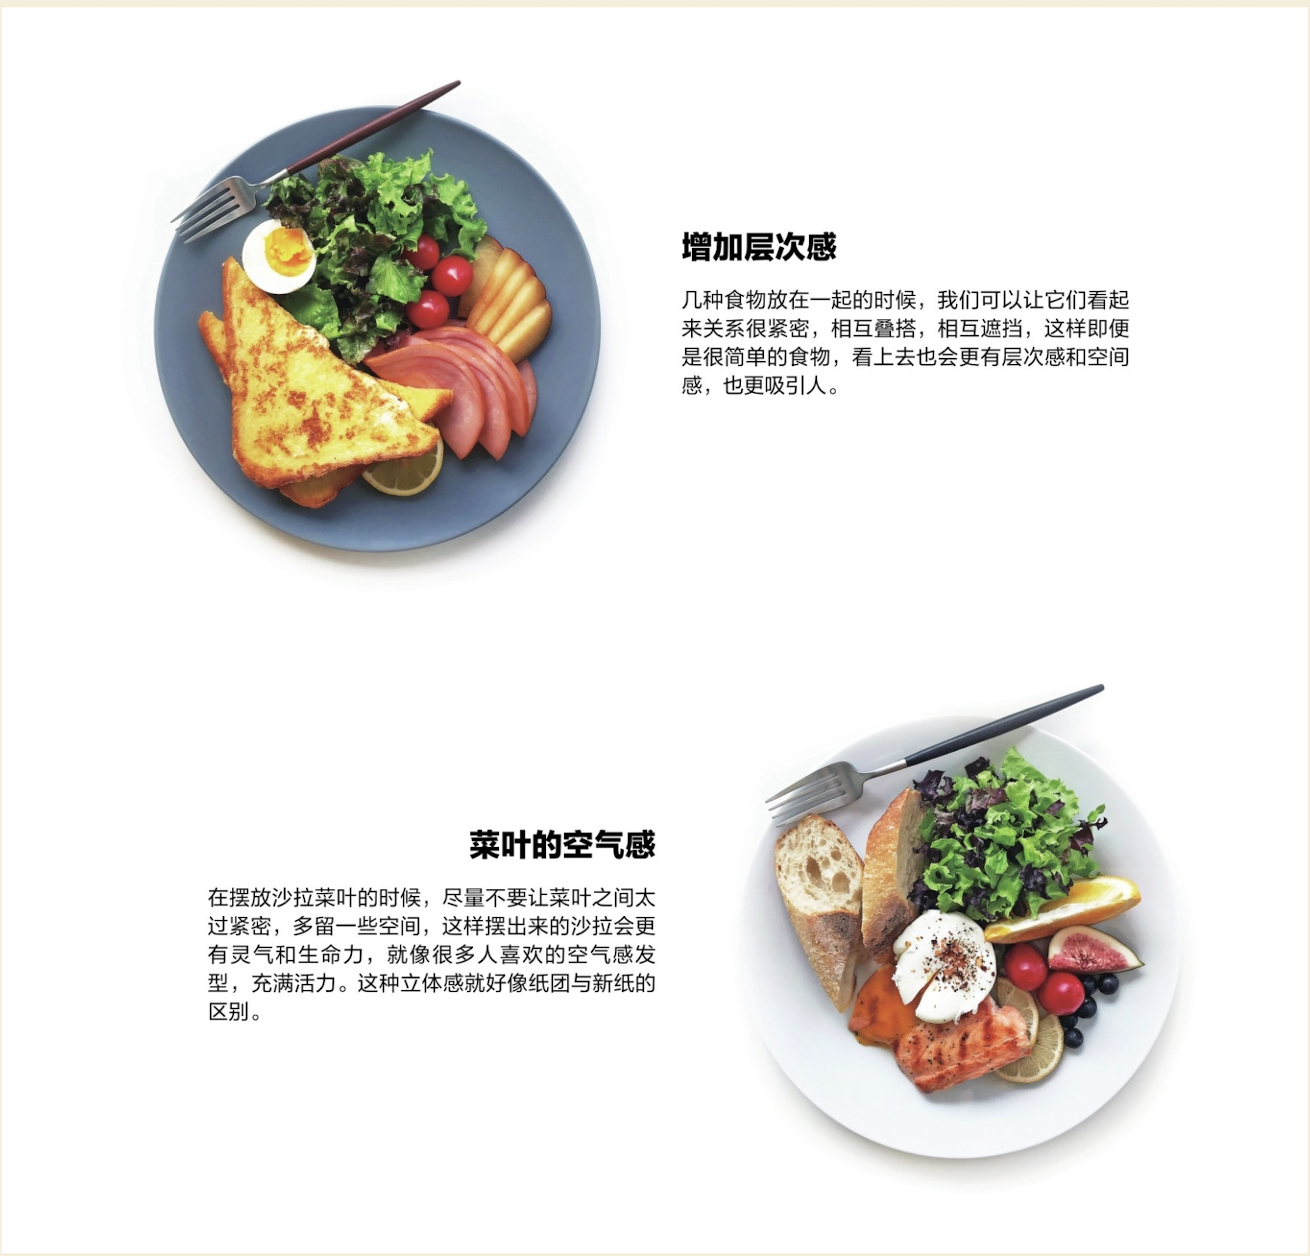 增加层次感
几种食物放在一起的时候，我们可以让它们看起
来关系很紧密，相互叠搭，相互遮挡，这样即便
是很简单的食物，看上去也会更有层次感和空间
感，也更吸引人。
菜叶的空气感
在摆放沙拉菜叶的时候，尽量不要让菜叶之间太
过紧密，多留一些空间，这样摆出来的沙拉会更
有灵气和生命力，就像很多人喜欢的空气感发
型，充满活力。这种立体感就好像纸团与新纸的
区别。